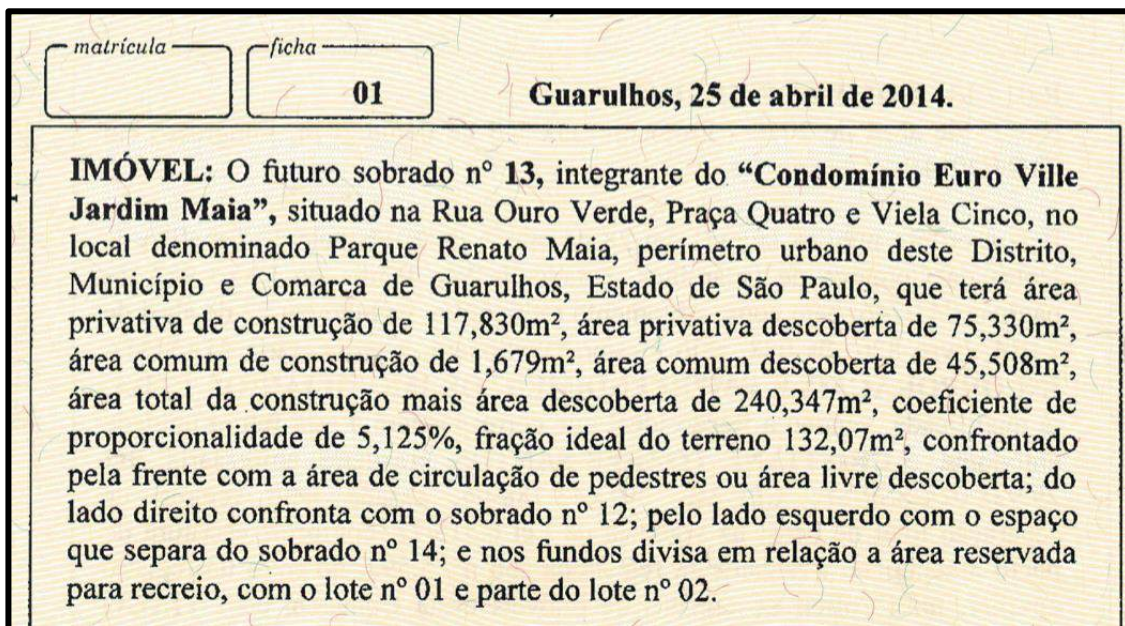 matrícula
ficha
01
Guarulhos, 25 de abril de 2014.
IMÓVEL: O futuro sobrado nº 13, integrante do “Condomínio Euro Ville
Jardim Maia”, situado na Rua Ouro Verde, Praça Quatro e Viela Cinco, no
local denominado Parque Renato Maia, perímetro urbano deste Distrito,
Município e Comarca de Guarulhos, Estado de São Paulo, que terá área
privativa de construção de 117,830m², área privativa descoberta de 75,330m²,
área comum de construção de 1,679m², área comum descoberta de 45,508m²,
área total da construção mais área descoberta de 240,347m², coeficiente de
proporcionalidade de 5,125%, fração ideal do terreno 132,07m², confrontado
pela frente com a área de circulação de pedestres ou área livre descoberta; do
lado direito confronta com o sobrado nº 12; pelo lado esquerdo com o espaço
que separa do sobrado nº 14; e nos fundos divisa em relação a área reservada
para recreio, com o lote nº 01 e parte do lote nº 02.